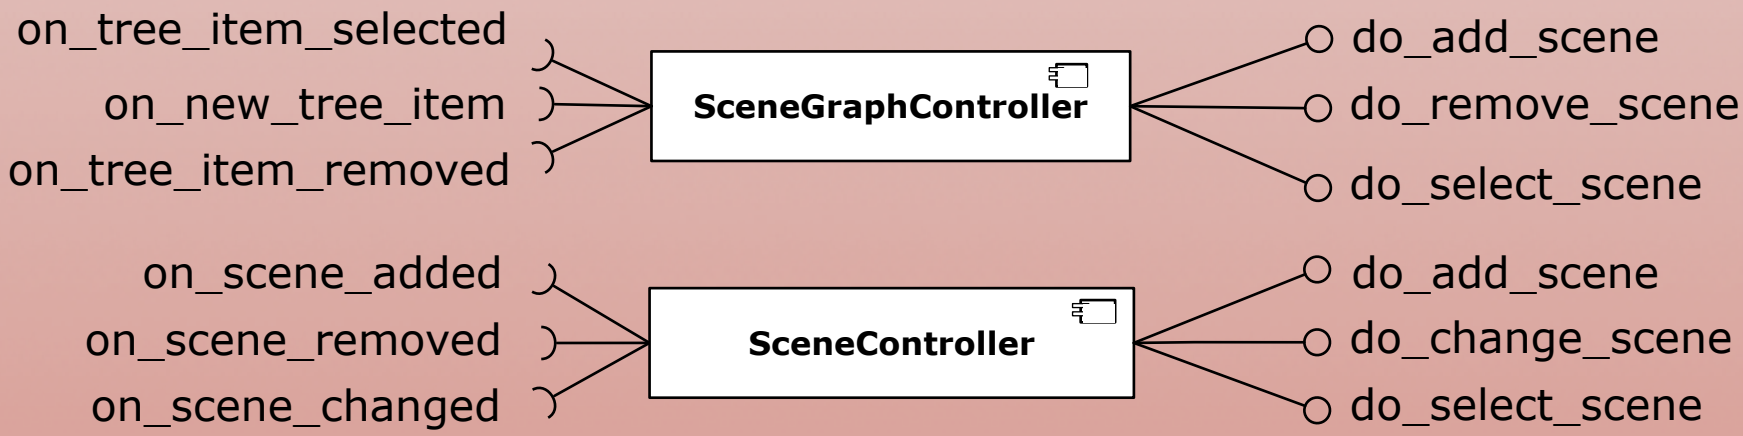 on_tree_item_selected
on_new_tree_item
on_tree_item_removed
SceneGraphController
do_add_scene
do_remove_scene
do_select_scene
on_scene_added
on_scene_removed
on_scene_changed
SceneController
do_add_scene
do_change_scene
do_select_scene